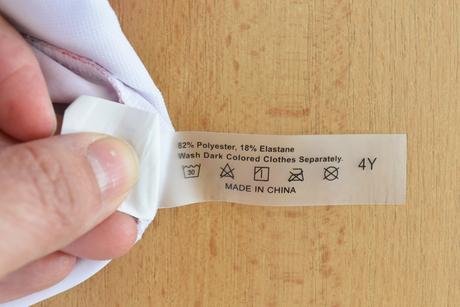 82% Polyester, 18% Elastane
Wash Dark Colored Clothes Separately.
30
4Y
MADE IN CHINA